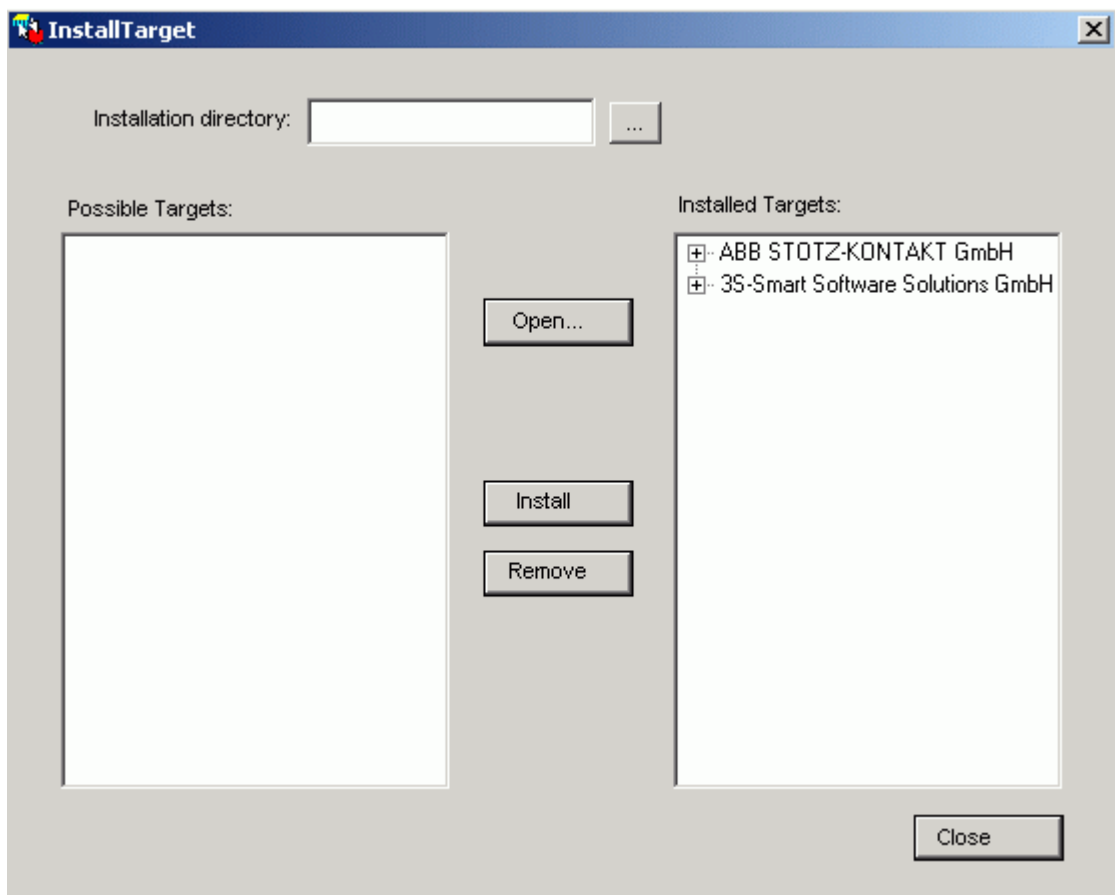 InstallTarget
Installation directory:
...
Possible Targets:
Installed Targets:
ABB STOTZ-KONTAKT GmbH
3S-Smart Software Solutions GmbH
Open...
Install
Remove
Close